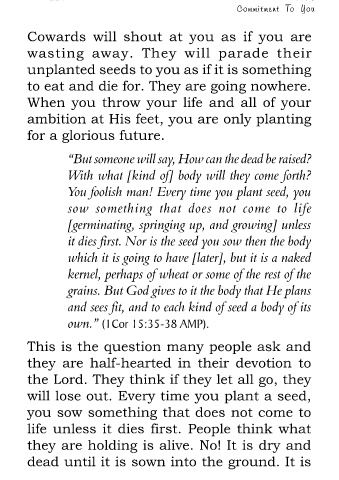 Commitment To You
Cowards will shout at you as if you are
wasting away. They will parade their
unplanted seeds to you as if it is something
to eat and die for. They are going nowhere.
When you throw your life and all of your
ambition at His feet, you are only planting
for a glorious future.
“But someone will say, How can the dead be raised?
With what [kind of] body will they come forth?
You foolish man! Every time you plant seed, you
sow something that does not come to life
[germinating, springing up, and growing] unless
it dies first. Nor is the seed you sow then the body
which it is going to have [later], but it is a naked
kernel, perhaps of wheat or some of the rest of the
grains. But God gives to it the body that He plans
and sees fit, and to each kind of seed a body of its
own.” (1Cor 15:35-38 AMP).
This is the question many people ask and
they are half-hearted in their devotion to
the Lord. They think if they let all go, they
will lose out. Every time you plant a seed,
you sow something that does not come to
life unless it dies first. People think what
they are holding is alive. No! It is dry and
dead until it is sown into the ground. It is